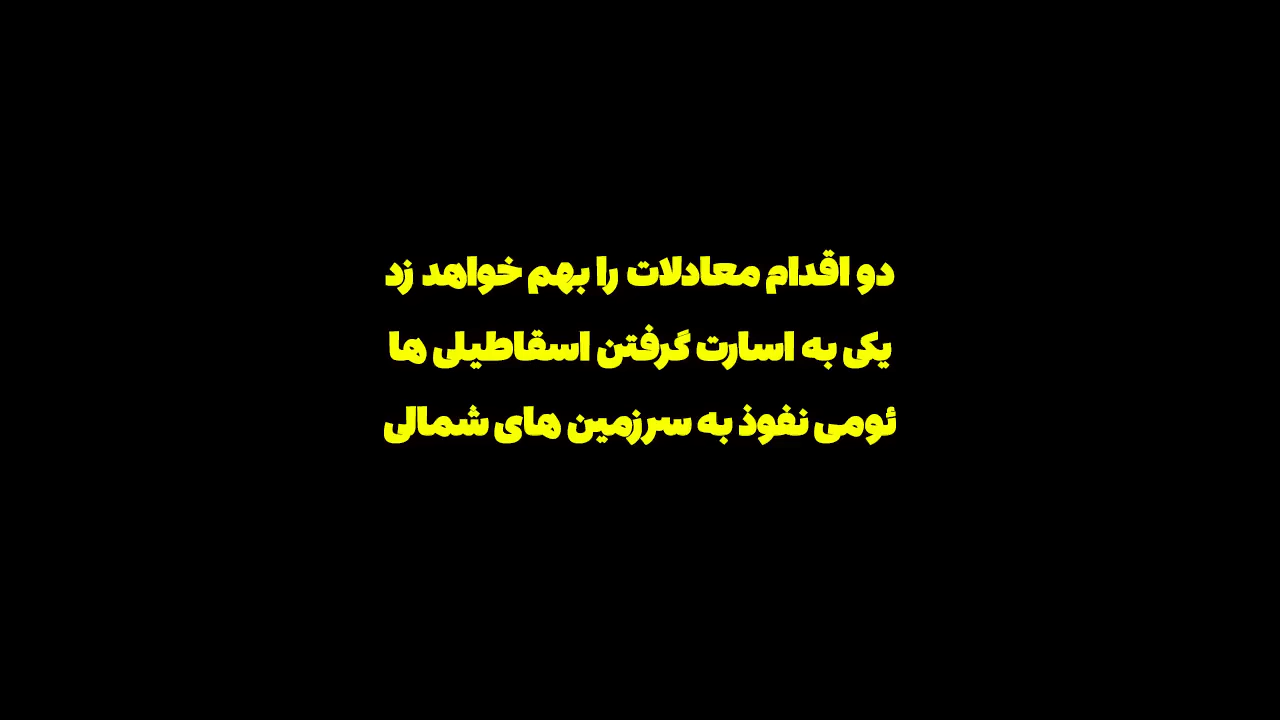 دو اقدام معادلات را بهم خواهد زد
یکی به اسارت گرفتن اسقاطیلی ها
ئومی نفوذ به سرزمین های شمالی